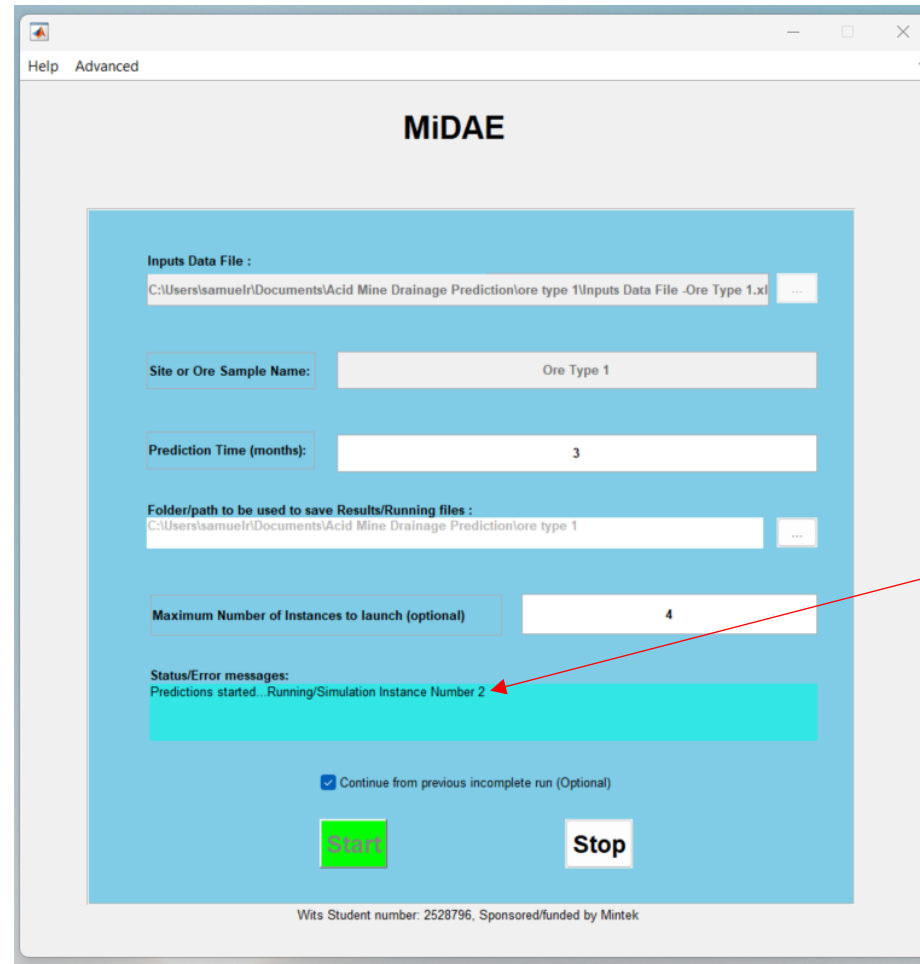 Help Advanced
MiDAE
Inputs Data File :
C:\Users\samuelr\Documents\Acid Mine Drainage Prediction\ore type 1\Inputs Data File -Ore Type 1.xl
...
Site or Ore Sample Name:
Ore Type 1
Prediction Time (months):
3
Folder/path to be used to save Results/Running files :
C:\Users\samuelr\Documents\Acid Mine Drainage Prediction\ore type 1
...
Maximum Number of Instances to launch (optional)
4
Status/Error messages:
Predictions started...Running/Simulation Instance Number 2
Continue from previous incomplete run (Optional)
Start
Stop
Wits Student number: 2528796, Sponsored/funded by Mintek